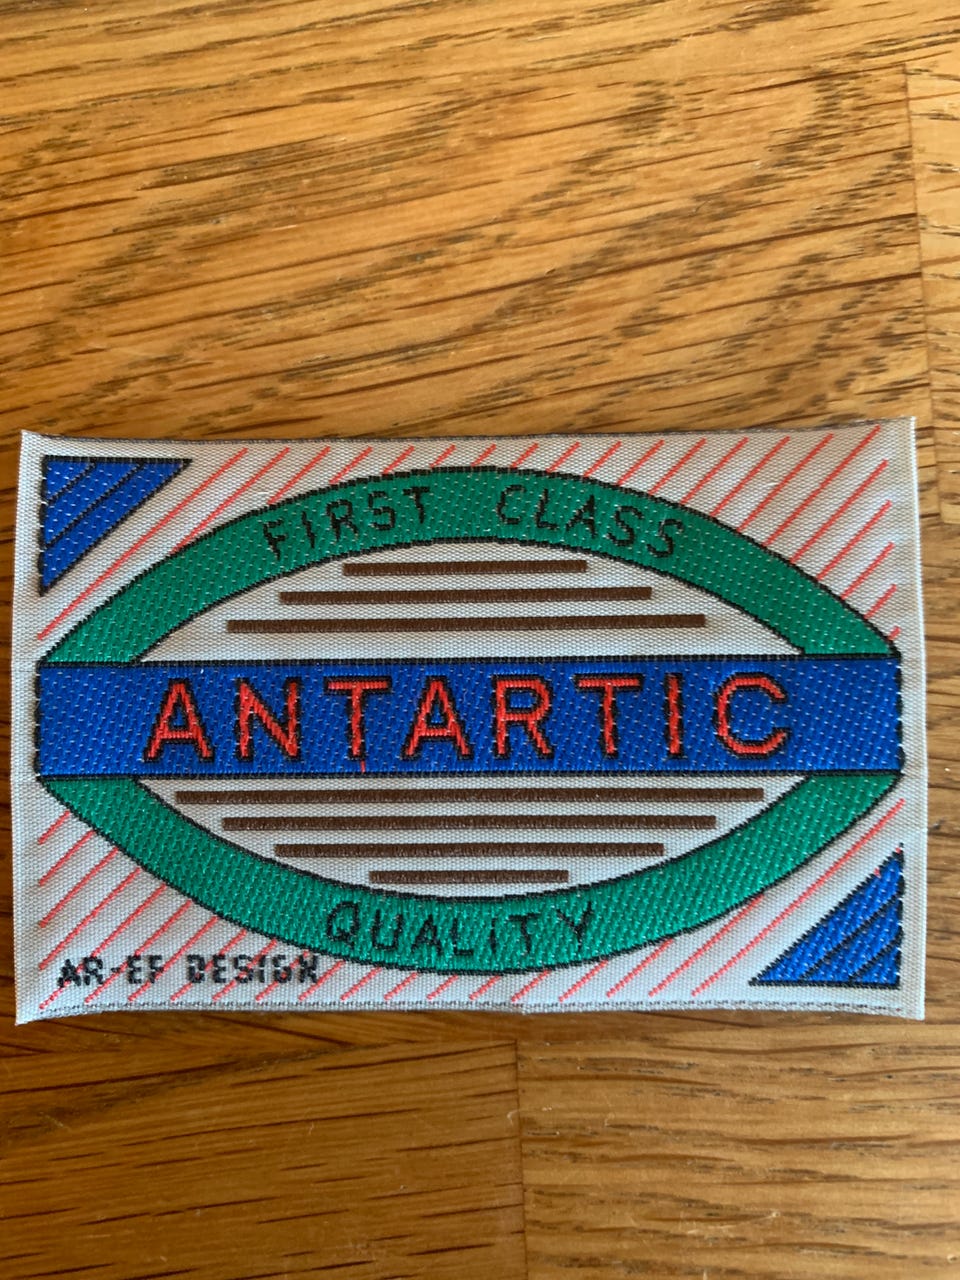 FIRST CLASS
ANTARTIC
QUALITY
AR-EF DESIGN